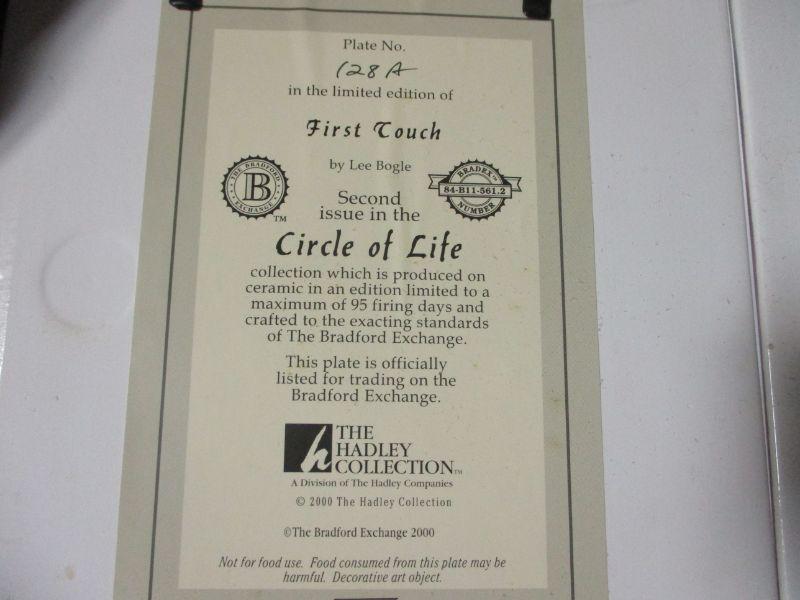 Plate No.
128 A
in the limited edition of
First Touch
by Lee Bogle
THE BRADFORD EXCHANGE
B
TM
BRADEX™
84-B11-561.2
NUMBER
Second
issue in the
Circle of Life
collection which is produced on
ceramic in an edition limited to a
maximum of 95 firing days and
crafted to the exacting standards
of The Bradford Exchange.
This plate is officially
listed for trading on the
Bradford Exchange.
h
THE
HADLEY
COLLECTION™
A Division of The Hadley Companies
© 2000 The Hadley Collection
©The Bradford Exchange 2000
Not for food use. Food consumed from this plate may be
harmful. Decorative art object.